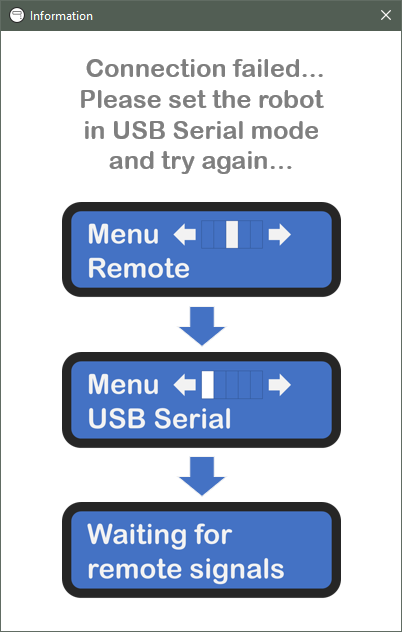 Information
Connection failed...
Please set the robot
in USB Serial mode
and try again...
Menu
Remote
Menu
USB Serial
Waiting for
remote signals